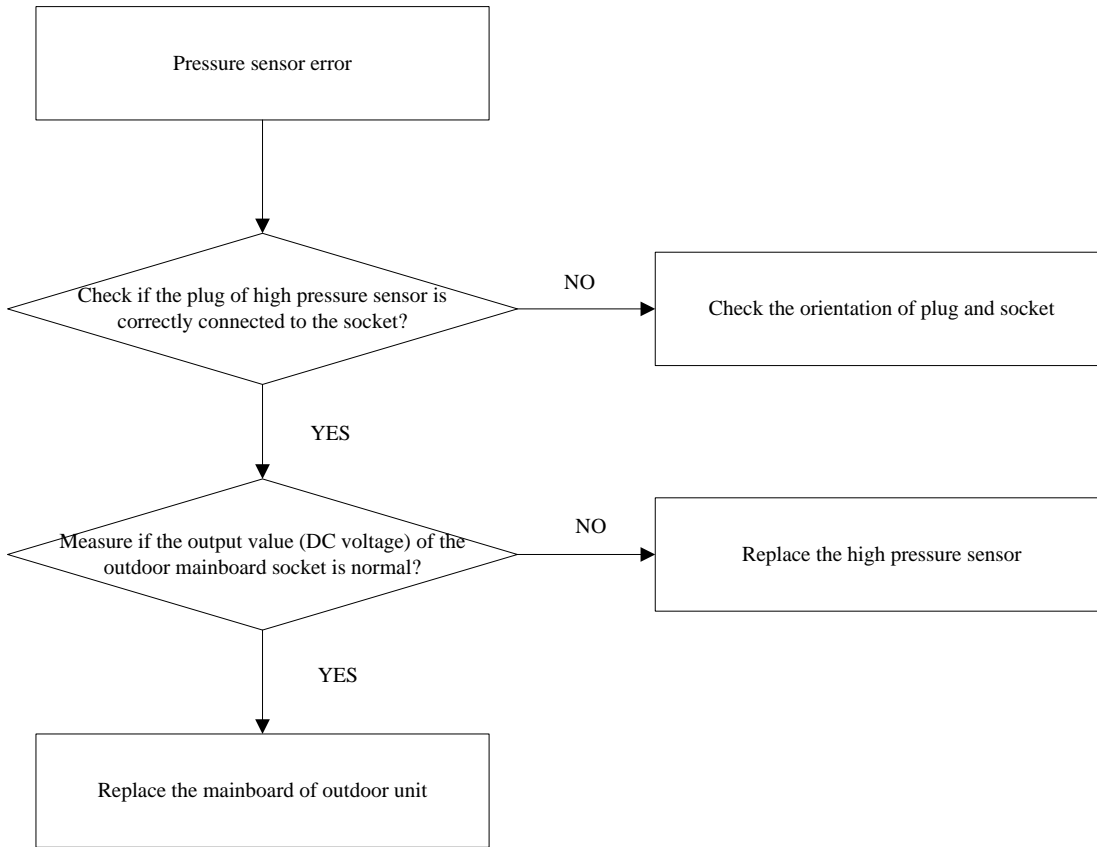 Pressure sensor error
Check if the plug of high pressure sensor is
correctly connected to the socket?
NO
Check the orientation of plug and socket
YES
Measure if the output value (DC voltage) of the
outdoor mainboard socket is normal?
NO
Replace the high pressure sensor
YES
Replace the mainboard of outdoor unit